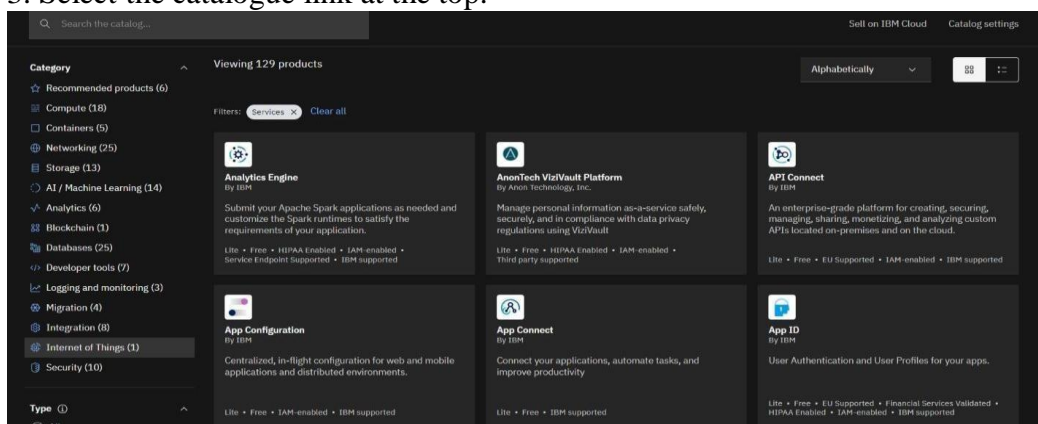 3. Select the catalogue link at the top.
Search the catalog...
Sell on IBM Cloud
Catalog settings
Category
Recommended products (6)
Compute (18)
Containers (5)
Networking (25)
Storage (13)
AI / Machine Learning (14)
Analytics (6)
Blockchain (1)
Databases (25)
Developer tools (7)
Logging and monitoring (3)
Migration (4)
Integration (8)
Internet of Things (1)
Security (10)
Type
Viewing 129 products
Alphabetically
Filters: Services × Clear all
Analytics Engine
By IBM
Submit your Apache Spark applications as needed and
customize the Spark runtimes to satisfy the
requirements of your application.
Lite • Free • HIPAA Enabled • IAM-enabled •
Service Endpoint Supported • IBM supported
AnonTech ViziVault Platform
By Anon Technology, Inc.
Manage personal information as-a-service safely,
securely, and in compliance with data privacy
regulations using ViziVault
Lite • Free • HIPAA Enabled • IAM-enabled •
Third party supported
API Connect
By IBM
An enterprise-grade platform for creating, securing,
managing, sharing, monetizing, and analyzing custom
APIs located on-premises and on the cloud.
Lite • Free • EU Supported • IAM-enabled • IBM supported
App Configuration
By IBM
Centralized, in-flight configuration for web and mobile
applications and distributed environments.
Lite • Free • IAM-enabled • IBM supported
App Connect
By IBM
Connect your applications, automate tasks, and
improve productivity
Lite • Free • IBM supported
App ID
By IBM
User Authentication and User Profiles for your apps.
Lite • Free • EU Supported • Financial Services Validated •
HIPAA Enabled • IAM-enabled • IBM supported